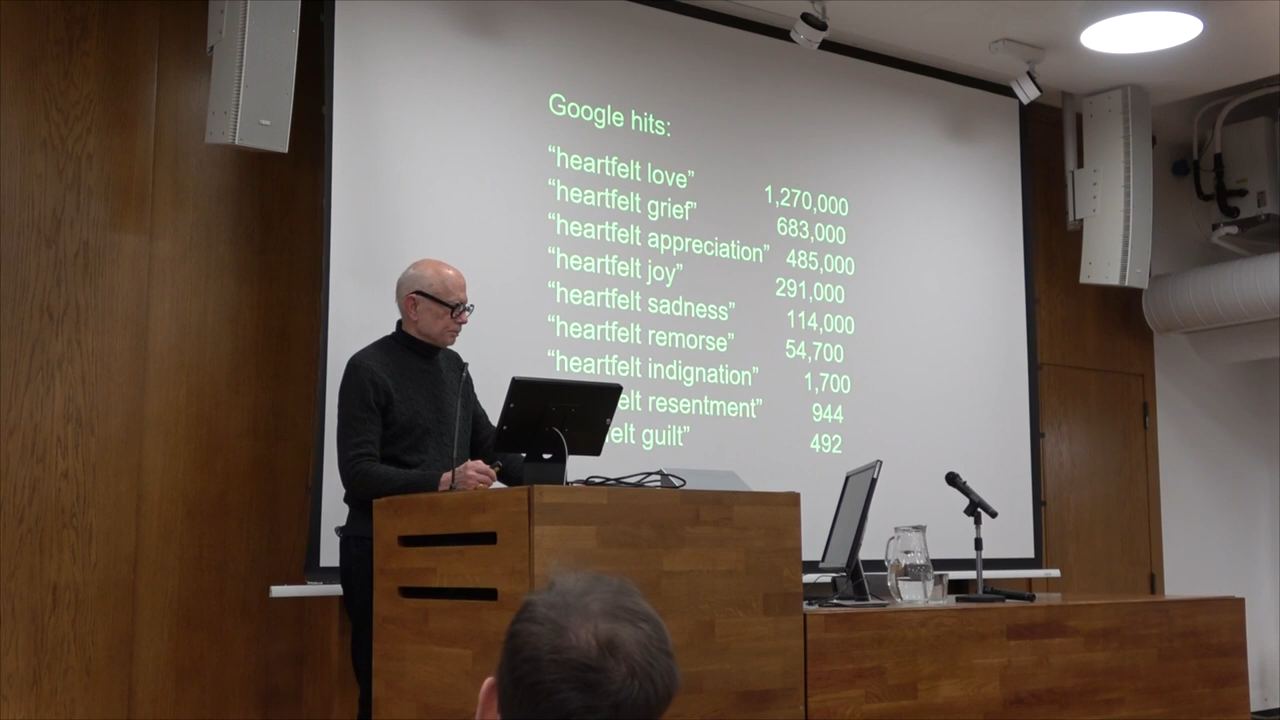 Google hits:
“heartfelt love” 1,270,000
“heartfelt grief” 683,000
“heartfelt appreciation” 485,000
“heartfelt joy” 291,000
“heartfelt sadness” 114,000
“heartfelt remorse” 54,700
“heartfelt indignation” 1,700
elt resentment” 944
felt guilt” 492